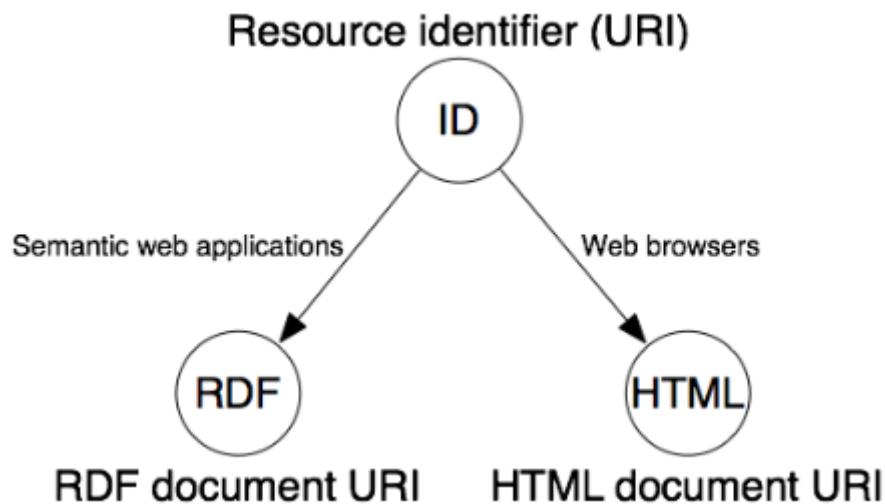 Resource identifier (URI)
ID
Semantic web applications
Web browsers
RDF
HTML
RDF document URI
HTML document URI